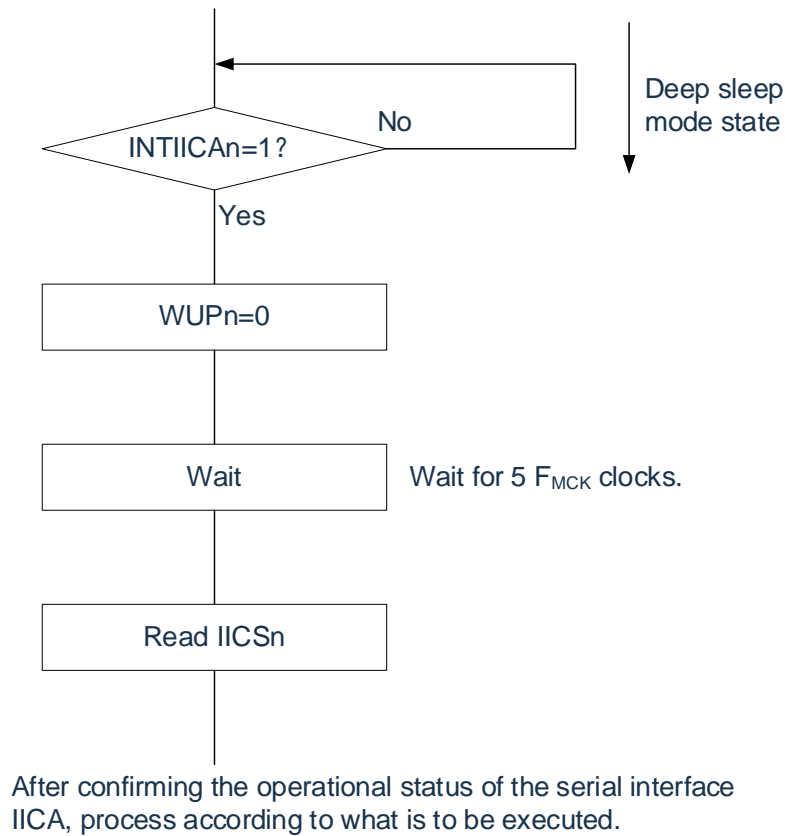 Deep sleep
mode state
No
INTIICAn=1?
Yes
WUPn=0
Wait
Wait for 5 FMCK clocks.
Read IICSn
After confirming the operational status of the serial interface
IICA, process according to what is to be executed.